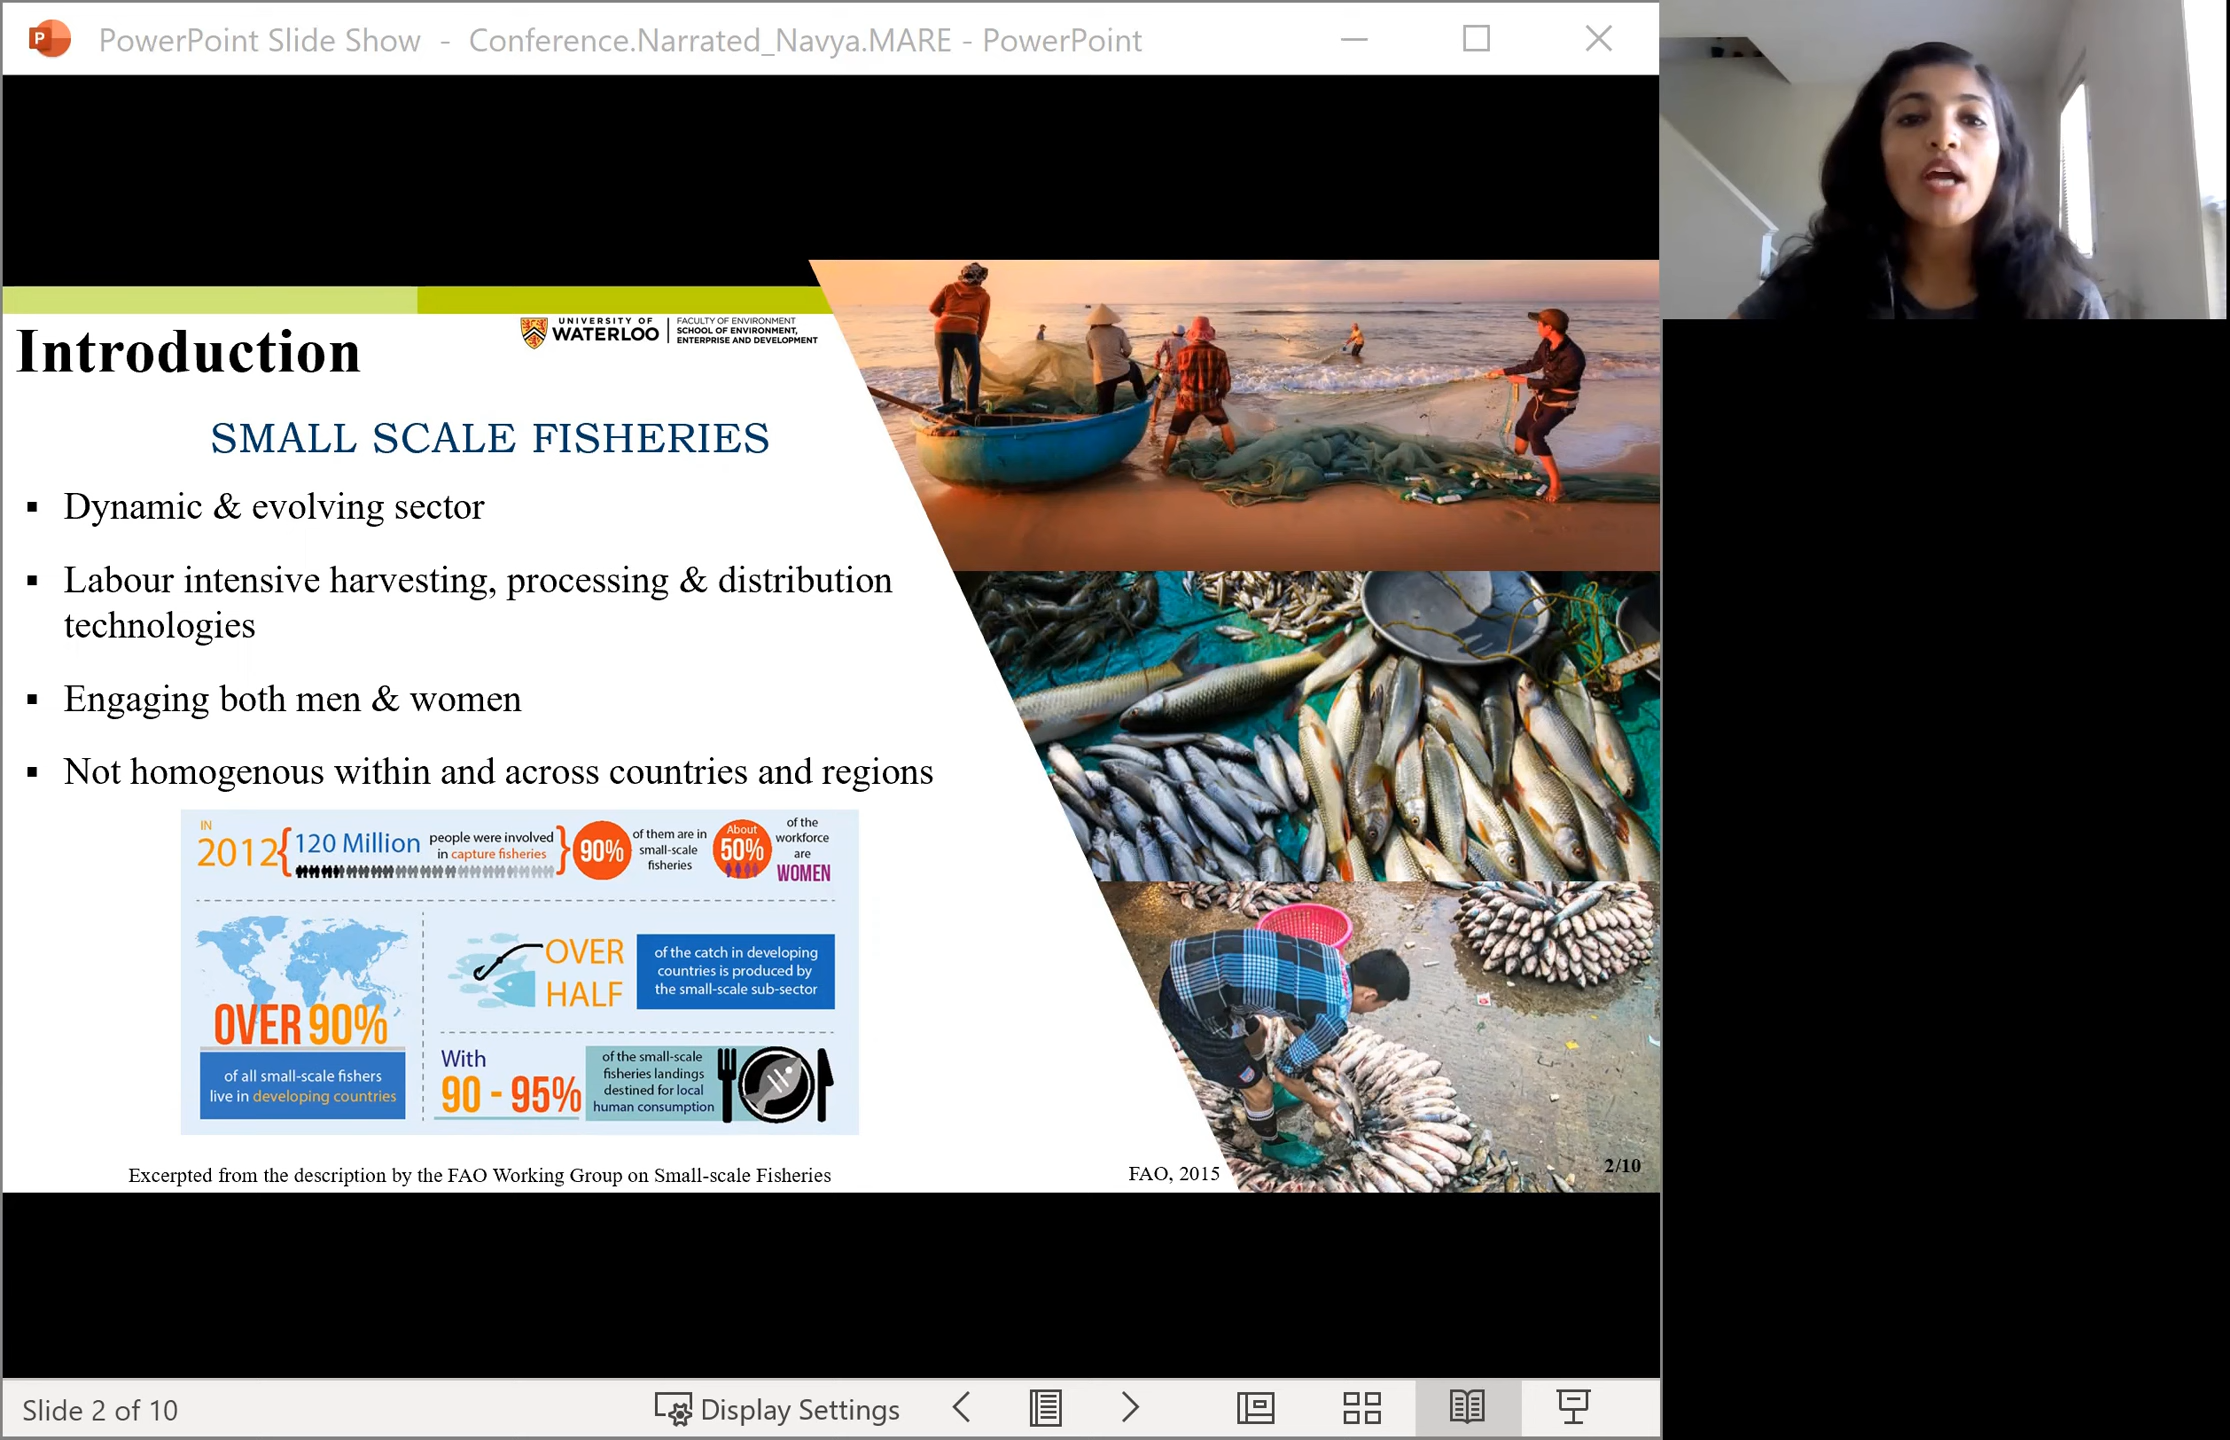 PowerPoint Slide Show - Conference.Narrated_Navya.MARE - PowerPoint
UNIVERSITY OF
WATERLOO
FACULTY OF ENVIRONMENT
SCHOOL OF ENVIRONMENT,
ENTERPRISE AND DEVELOPMENT
Introduction
SMALL SCALE FISHERIES
▪ Dynamic & evolving sector
▪ Labour intensive harvesting, processing & distribution
technologies
▪ Engaging both men & women
▪ Not homogenous within and across countries and regions
IN
2012
120 Million
people were involved
in capture fisheries
90%
of them are in
small-scale
fisheries
About
50%
of the
workforce
are
WOMEN
OVER 90%
of all small-scale fishers
live in developing countries
OVER
HALF
of the catch in developing
countries is produced by
the small-scale sub-sector
With
90 - 95%
of the small-scale
fisheries landings
destined for local
human consumption
Excerpted from the description by the FAO Working Group on Small-scale Fisheries
FAO, 2015
2/10
Slide 2 of 10
Display Settings